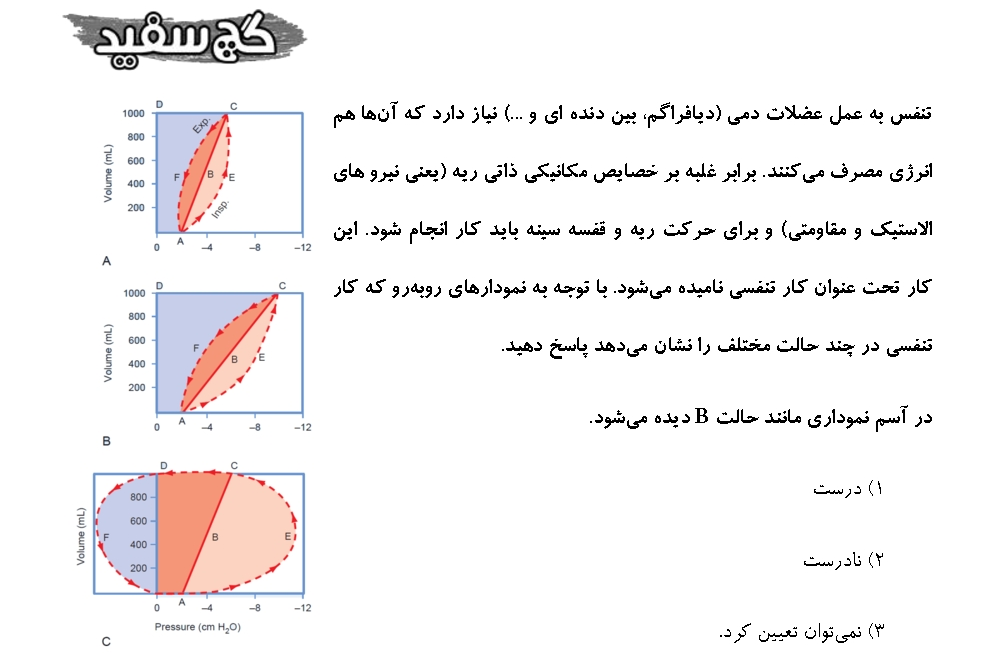 گچ سفید
تنفس به عمل عضلات دمی (دیافراگم، بین دنده ای و ...) نیاز دارد که آن‌ها هم
انرژی مصرف می‌کنند. برابر غلبه بر خصایص مکانیکی ذاتی ریه (یعنی نیرو های
الاستیک و مقاومتی) و برای حرکت ریه و قفسه سینه باید کار انجام شود. این
کار تحت عنوان کار تنفسی نامیده می‌شود. با توجه به نمودارهای روبه‌رو که کار
تنفسی در چند حالت مختلف را نشان می‌دهد پاسخ دهید.
در آسم نموداری مانند حالت B دیده می‌شود.
۱) درست
۲) نادرست
۳) نمی‌توان تعیین کرد.
D C
1000
800
600
400
200
Volume (mL)
Exp.
F B E
Insp.
A
0 –4 –8 –12
A
D C
1000
800
600
400
200
Volume (mL)
F B E
A
0 –4 –8 –12
B
D C
800
600
400
200
Volume (mL)
F B E
A
0 –4 –8 –12
Pressure (cm H₂O)
C